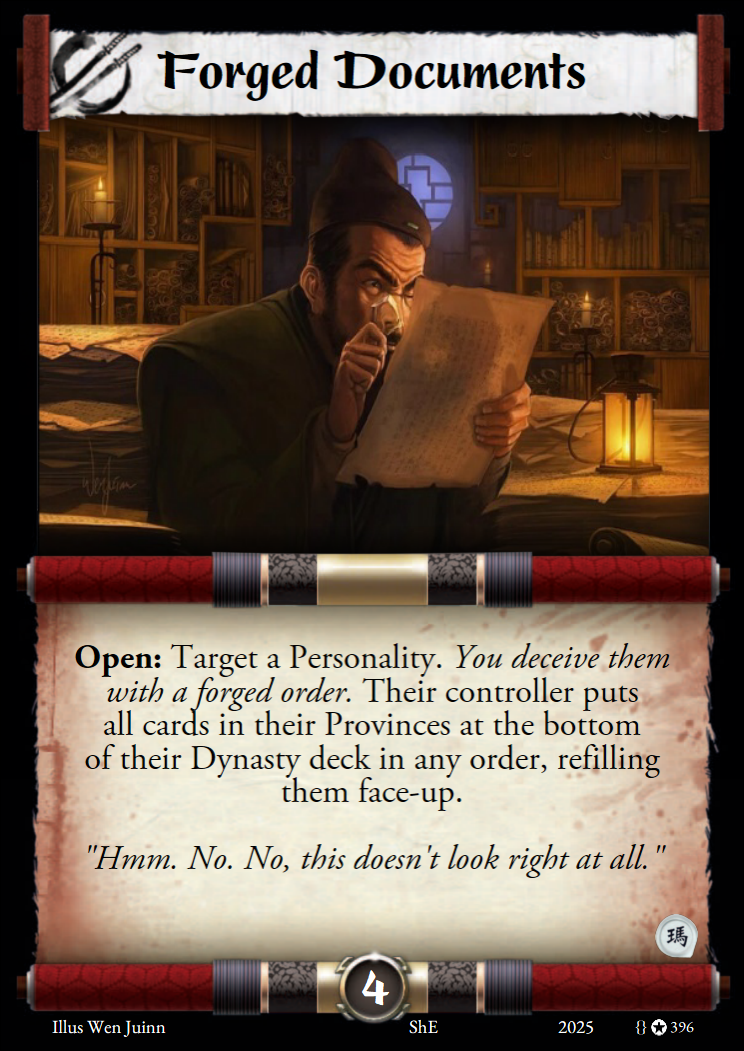 Forged Documents
Open: Target a Personality. You deceive them
with a forged order. Their controller puts
all cards in their Provinces at the bottom
of their Dynasty deck in any order, refilling
them face-up.
"Hmm. No. No, this doesn't look right at all."
瑪
4
Illus Wen Juinn
ShE
2025
{} 396